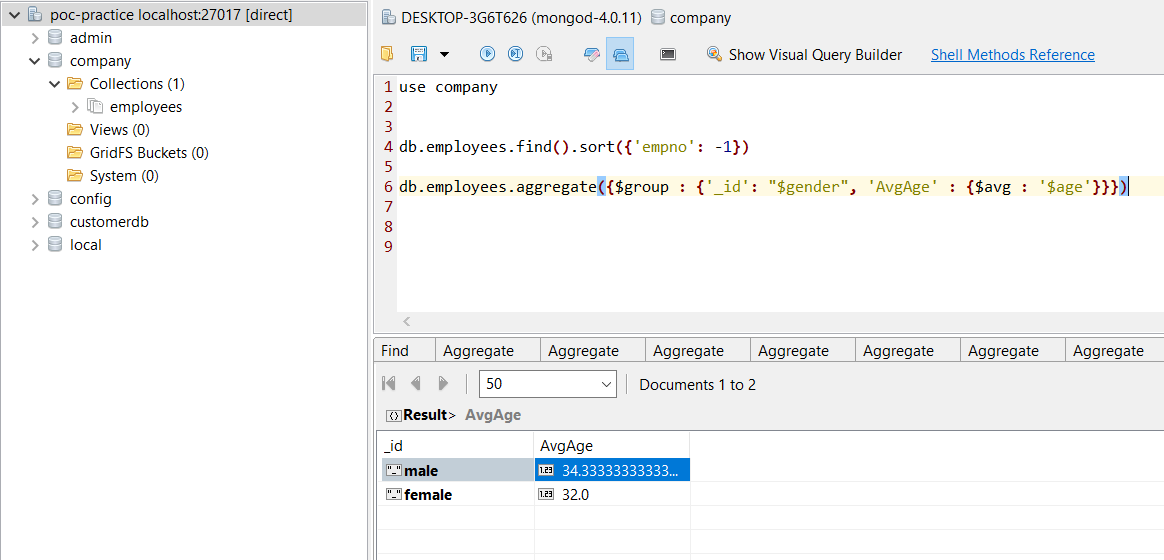 poc-practice localhost:27017 [direct]
admin
company
Collections (1)
employees
Views (0)
GridFS Buckets (0)
System (0)
config
customerdb
local
DESKTOP-3G6T626 (mongod-4.0.11) company
Show Visual Query Builder Shell Methods Reference
1 use company
2
3
4 db.employees.find().sort({'empno': -1})
5
6 db.employees.aggregate({$group : {'_id': "$gender", 'AvgAge' : {$avg : '$age'}}})
7
8
9
Find Aggregate Aggregate Aggregate Aggregate Aggregate Aggregate Aggregate
50 Documents 1 to 2
Result> AvgAge
_id AvgAge
"_" male 1.23 34.33333333333...
"_" female 1.23 32.0